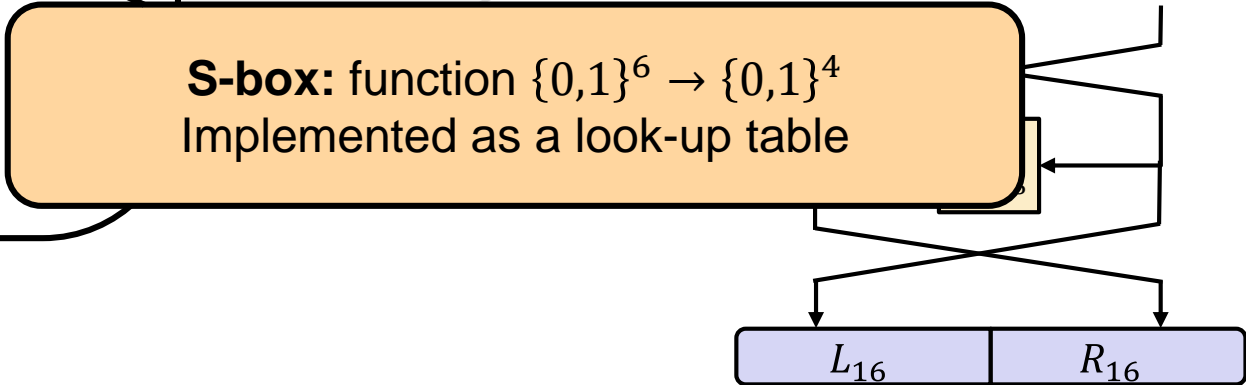 S-box: function {0,1}⁶ → {0,1}⁴
Implemented as a look-up table
L₁₆ R₁₆